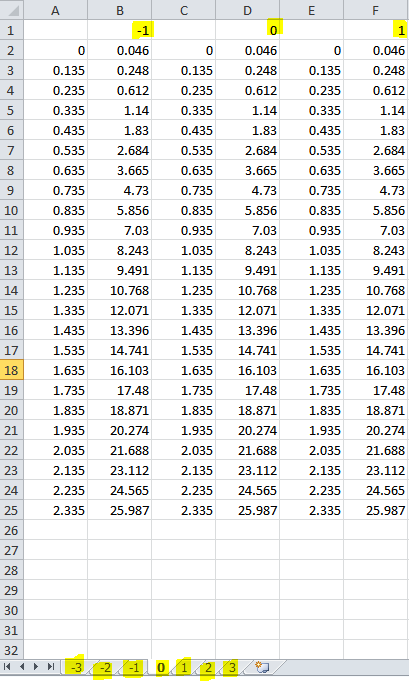 A B C D E F
1 -1 0 1
2 0 0.046 0 0.046 0 0.046
3 0.135 0.248 0.135 0.248 0.135 0.248
4 0.235 0.612 0.235 0.612 0.235 0.612
5 0.335 1.14 0.335 1.14 0.335 1.14
6 0.435 1.83 0.435 1.83 0.435 1.83
7 0.535 2.684 0.535 2.684 0.535 2.684
8 0.635 3.665 0.635 3.665 0.635 3.665
9 0.735 4.73 0.735 4.73 0.735 4.73
10 0.835 5.856 0.835 5.856 0.835 5.856
11 0.935 7.03 0.935 7.03 0.935 7.03
12 1.035 8.243 1.035 8.243 1.035 8.243
13 1.135 9.491 1.135 9.491 1.135 9.491
14 1.235 10.768 1.235 10.768 1.235 10.768
15 1.335 12.071 1.335 12.071 1.335 12.071
16 1.435 13.396 1.435 13.396 1.435 13.396
17 1.535 14.741 1.535 14.741 1.535 14.741
18 1.635 16.103 1.635 16.103 1.635 16.103
19 1.735 17.48 1.735 17.48 1.735 17.48
20 1.835 18.871 1.835 18.871 1.835 18.871
21 1.935 20.274 1.935 20.274 1.935 20.274
22 2.035 21.688 2.035 21.688 2.035 21.688
23 2.135 23.112 2.135 23.112 2.135 23.112
24 2.235 24.565 2.235 24.565 2.235 24.565
25 2.335 25.987 2.335 25.987 2.335 25.987
26
27
28
29
30
31
32
-3 -2 -1 0 1 2 3